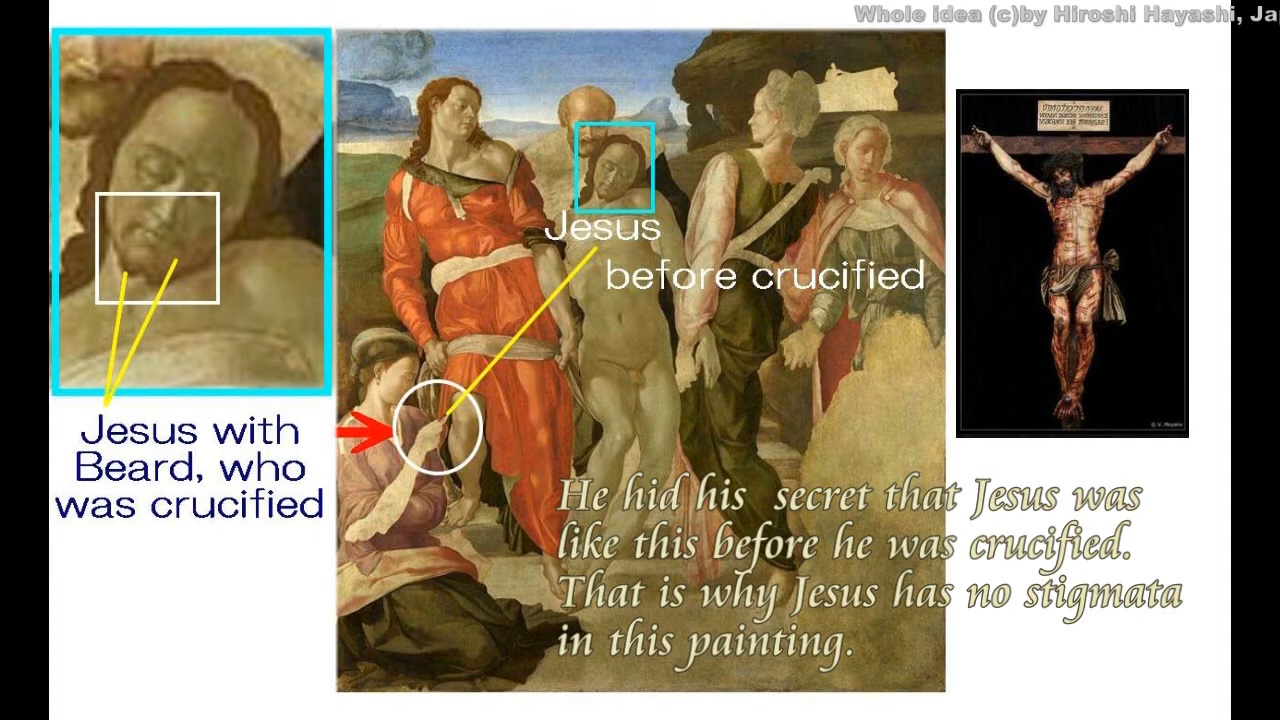 Whole idea (c)by Hiroshi Hayashi, Ja
Jesus
before crucified
Jesus with
Beard, who
was crucified
He hid his secret that Jesus was
like this before he was crucified.
That is why Jesus has no stigmata
in this painting.